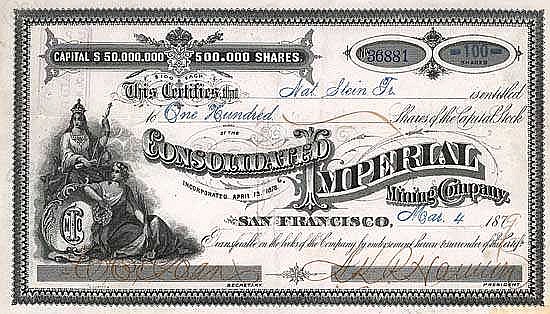 CAPITAL $50.000.000 500.000 SHARES.
$100 EACH
No. 36881
100
SHARES
This Certifies that Nat. Stein Tr. is entitled
to One Hundred Shares of the Capital Stock
OF THE
CONSOLIDATED IMPERIAL
Mining Company.
INCORPORATED APRIL 13, 1876.
SAN FRANCISCO, Mar. 4 1879
Transferable on the books of the Company by indorsement hereon & surrender of this Certificate
SECRETARY
PRESIDENT